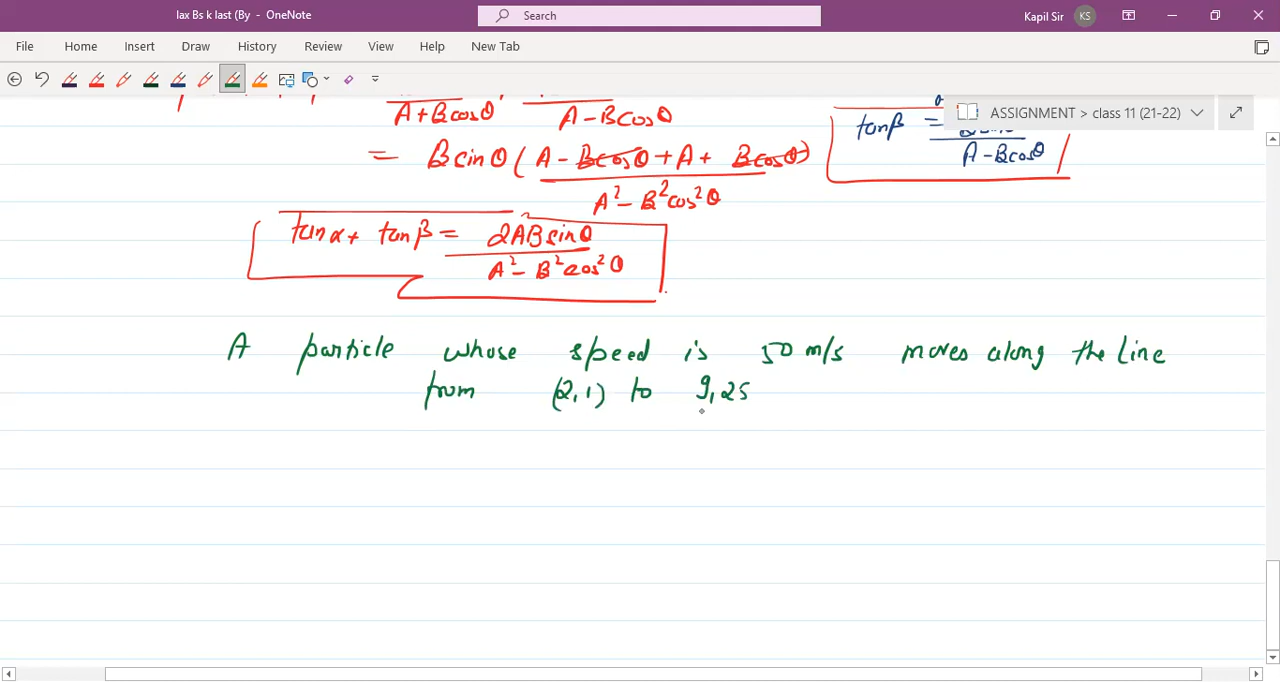 lax Bs k last (By - OneNote
Search
Kapil Sir KS
File Home Insert Draw History Review View Help New Tab
ASSIGNMENT > class 11 (21-22)
A+Bcosθ A-Bcosθ
tanβ =
A-Bcosθ
= Bsinθ (A-Bcosθ+A+Bcosθ)
A²-B²cos²θ
tanα+ tanβ = 2ABsinθ
A²-B²cos²θ
A particle whose speed is 50 m/s moves along the Line
from (2,1) to 9,25